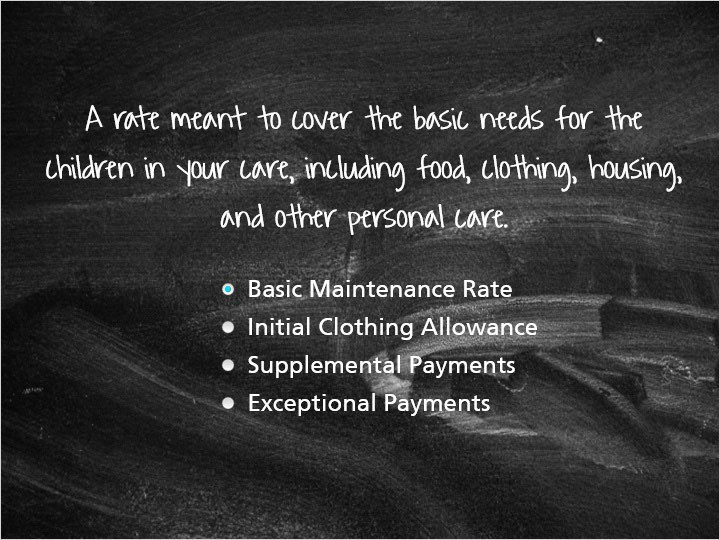 A rate meant to cover the basic needs for the
children in your care, including food, clothing, housing,
and other personal care.
Basic Maintenance Rate
Initial Clothing Allowance
Supplemental Payments
Exceptional Payments